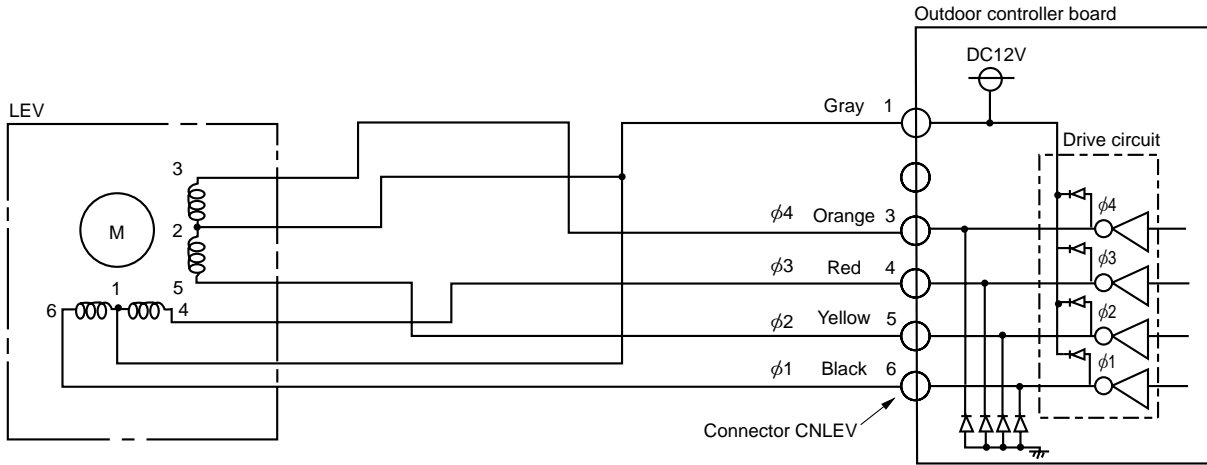 Outdoor controller board
DC12V
LEV
Gray 1
Drive circuit
3
ϕ4 Orange 3
ϕ4
M
2
ϕ3 Red 4
ϕ3
5
1
6
4
ϕ2 Yellow 5
ϕ2
ϕ1 Black 6
ϕ1
Connector CNLEV